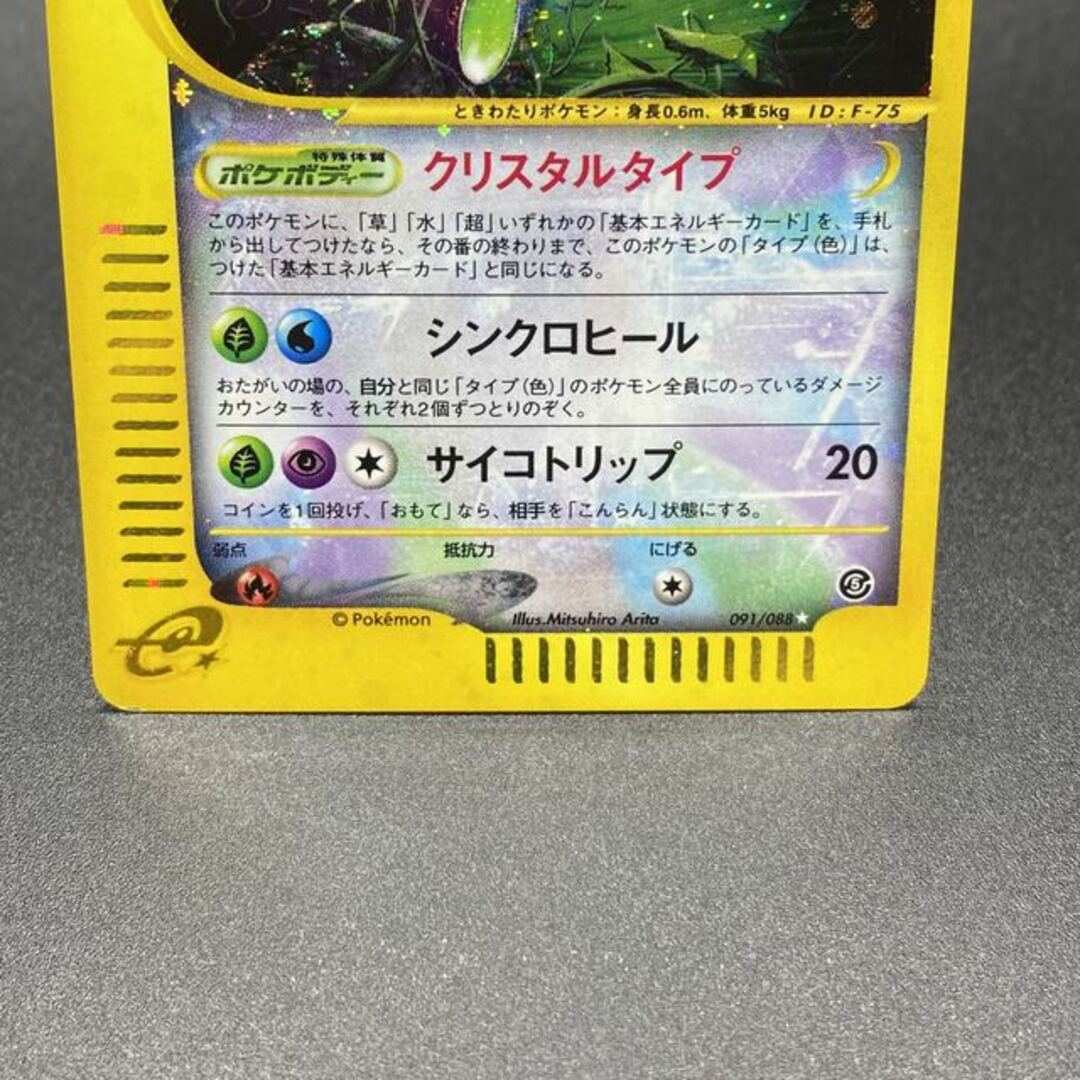 ときわたりポケモン：身長0.6m、体重5kg ID:F-75
特殊体質
ポケボディー クリスタルタイプ
このポケモンに、「草」「水」「超」いずれかの「基本エネルギーカード」を、手札
から出してつけたなら、その番の終わりまで、このポケモンの「タイプ(色)」は、
つけた「基本エネルギーカード」と同じになる。
シンクロヒール
おたがいの場の、自分と同じ「タイプ(色)」のポケモン全員にのっているダメージ
カウンターを、それぞれ2個ずつとりのぞく。
サイコトリップ 20
コインを1回投げ、「おもて」なら、相手を「こんらん」状態にする。
弱点 抵抗力 にげる
5
©Pokémon Illus.Mitsuhiro Arita 091/088★
e